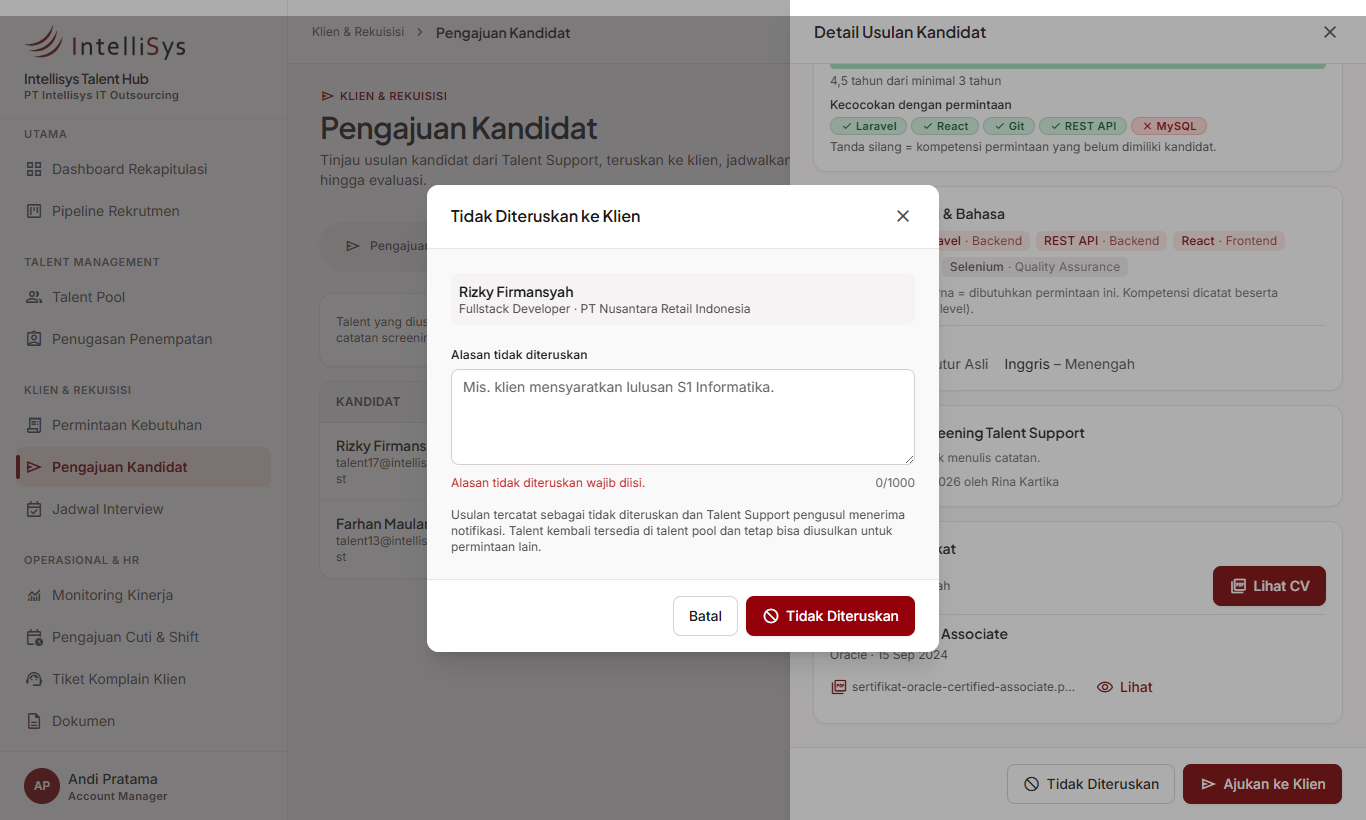 IntelliSys
Intellisys Talent Hub
PT Intellisys IT Outsourcing
UTAMA
Dashboard Rekapitulasi
Pipeline Rekrutmen
TALENT MANAGEMENT
Talent Pool
Penugasan Penempatan
KLIEN & REKUISISI
Permintaan Kebutuhan
Pengajuan Kandidat
Jadwal Interview
OPERASIONAL & HR
Monitoring Kinerja
Pengajuan Cuti & Shift
Tiket Komplain Klien
Dokumen
AP
Andi Pratama
Account Manager
Klien & Rekuisisi > Pengajuan Kandidat
KLIEN & REKUISISI
Pengajuan Kandidat
Tinjau usulan kandidat dari Talent Support, teruskan ke klien, jadwalkan
hingga evaluasi.
Pengajuan
Talent yang dius
catatan screenin
KANDIDAT
Rizky Firmans
talent17@intellis
st
Farhan Maular
talent13@intellis
st
Tidak Diteruskan ke Klien
Rizky Firmansyah
Fullstack Developer · PT Nusantara Retail Indonesia
Alasan tidak diteruskan
Mis. klien mensyaratkan lulusan S1 Informatika.
Alasan tidak diteruskan wajib diisi.
0/1000
Usulan tercatat sebagai tidak diteruskan dan Talent Support pengusul menerima
notifikasi. Talent kembali tersedia di talent pool dan tetap bisa diusulkan untuk
permintaan lain.
Batal
Tidak Diteruskan
Detail Usulan Kandidat
4,5 tahun dari minimal 3 tahun
Kecocokan dengan permintaan
Laravel
React
Git
REST API
MySQL
Tanda silang = kompetensi permintaan yang belum dimiliki kandidat.
& Bahasa
avel · Backend
REST API · Backend
React · Frontend
Selenium · Quality Assurance
rna = dibutuhkan permintaan ini. Kompetensi dicatat beserta
level).
utur Asli
Inggris – Menengah
eening Talent Support
k menulis catatan.
026 oleh Rina Kartika
kat
ah
Lihat CV
Associate
Oracle · 15 Sep 2024
sertifikat-oracle-certified-associate.p...
Lihat
Tidak Diteruskan
Ajukan ke Klien